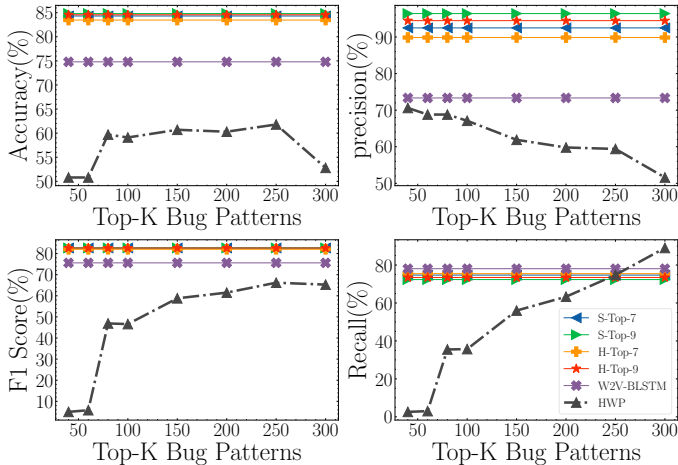 85
80
75
70
65
60
55
50
Accuracy(%)
50 100 150 200 250 300
Top-K Bug Patterns
90
80
70
60
50
precision(%)
50 100 150 200 250 300
Top-K Bug Patterns
80
70
60
50
40
30
20
10
F1 Score(%)
50 100 150 200 250 300
Top-K Bug Patterns
80
60
40
20
0
Recall(%)
S-Top-7
S-Top-9
H-Top-7
H-Top-9
W2V-BLSTM
HWP
50 100 150 200 250 300
Top-K Bug Patterns